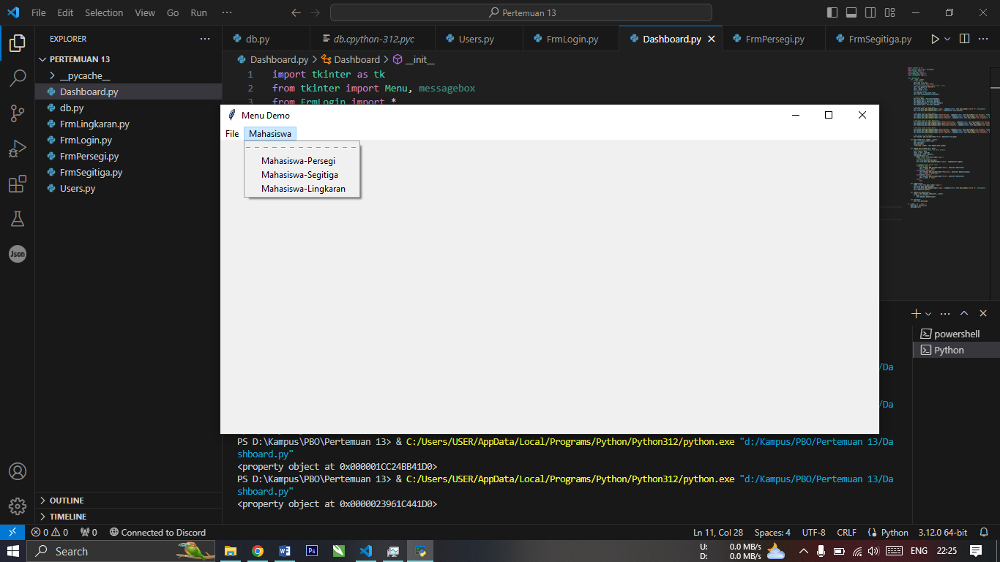 File Edit Selection View Go Run ··· Pertemuan 13
EXPLORER ···
PERTEMUAN 13
__pycache__
Dashboard.py
db.py
FrmLingkaran.py
FrmLogin.py
FrmPersegi.py
FrmSegitiga.py
Users.py
OUTLINE
TIMELINE
Json
db.py db.cpython-312.pyc Users.py FrmLogin.py Dashboard.py FrmPersegi.py FrmSegitiga.py
Dashboard.py > Dashboard > __init__
1 import tkinter as tk
2 from tkinter import Menu, messagebox
3 from FrmLogin import *
Menu Demo
File Mahasiswa
Mahasiswa-Persegi
Mahasiswa-Segitiga
Mahasiswa-Lingkaran
powershell
Python
/Da
/Da
PS D:\Kampus\PBO\Pertemuan 13> & C:/Users/USER/AppData/Local/Programs/Python/Python312/python.exe "d:/Kampus/PBO/Pertemuan 13/Da
shboard.py"
<property object at 0x000001CC24BB41D0>
PS D:\Kampus\PBO\Pertemuan 13> & C:/Users/USER/AppData/Local/Programs/Python/Python312/python.exe "d:/Kampus/PBO/Pertemuan 13/Da
shboard.py"
<property object at 0x0000023961C441D0>
0 0 0 Connected to Discord Ln 11, Col 28 Spaces: 4 UTF-8 CRLF Python 3.12.0 64-bit
Search U: 0.0 MB/s ENG 22:25
D: 0.0 MB/s